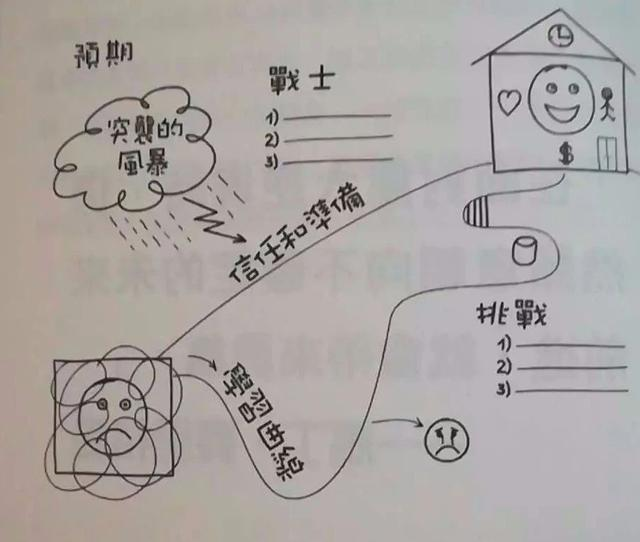 預期
突襲的
風暴
戰士
1)
2)
3)
$
信任和準備
挑戰
1)
2)
3)
學習曲線